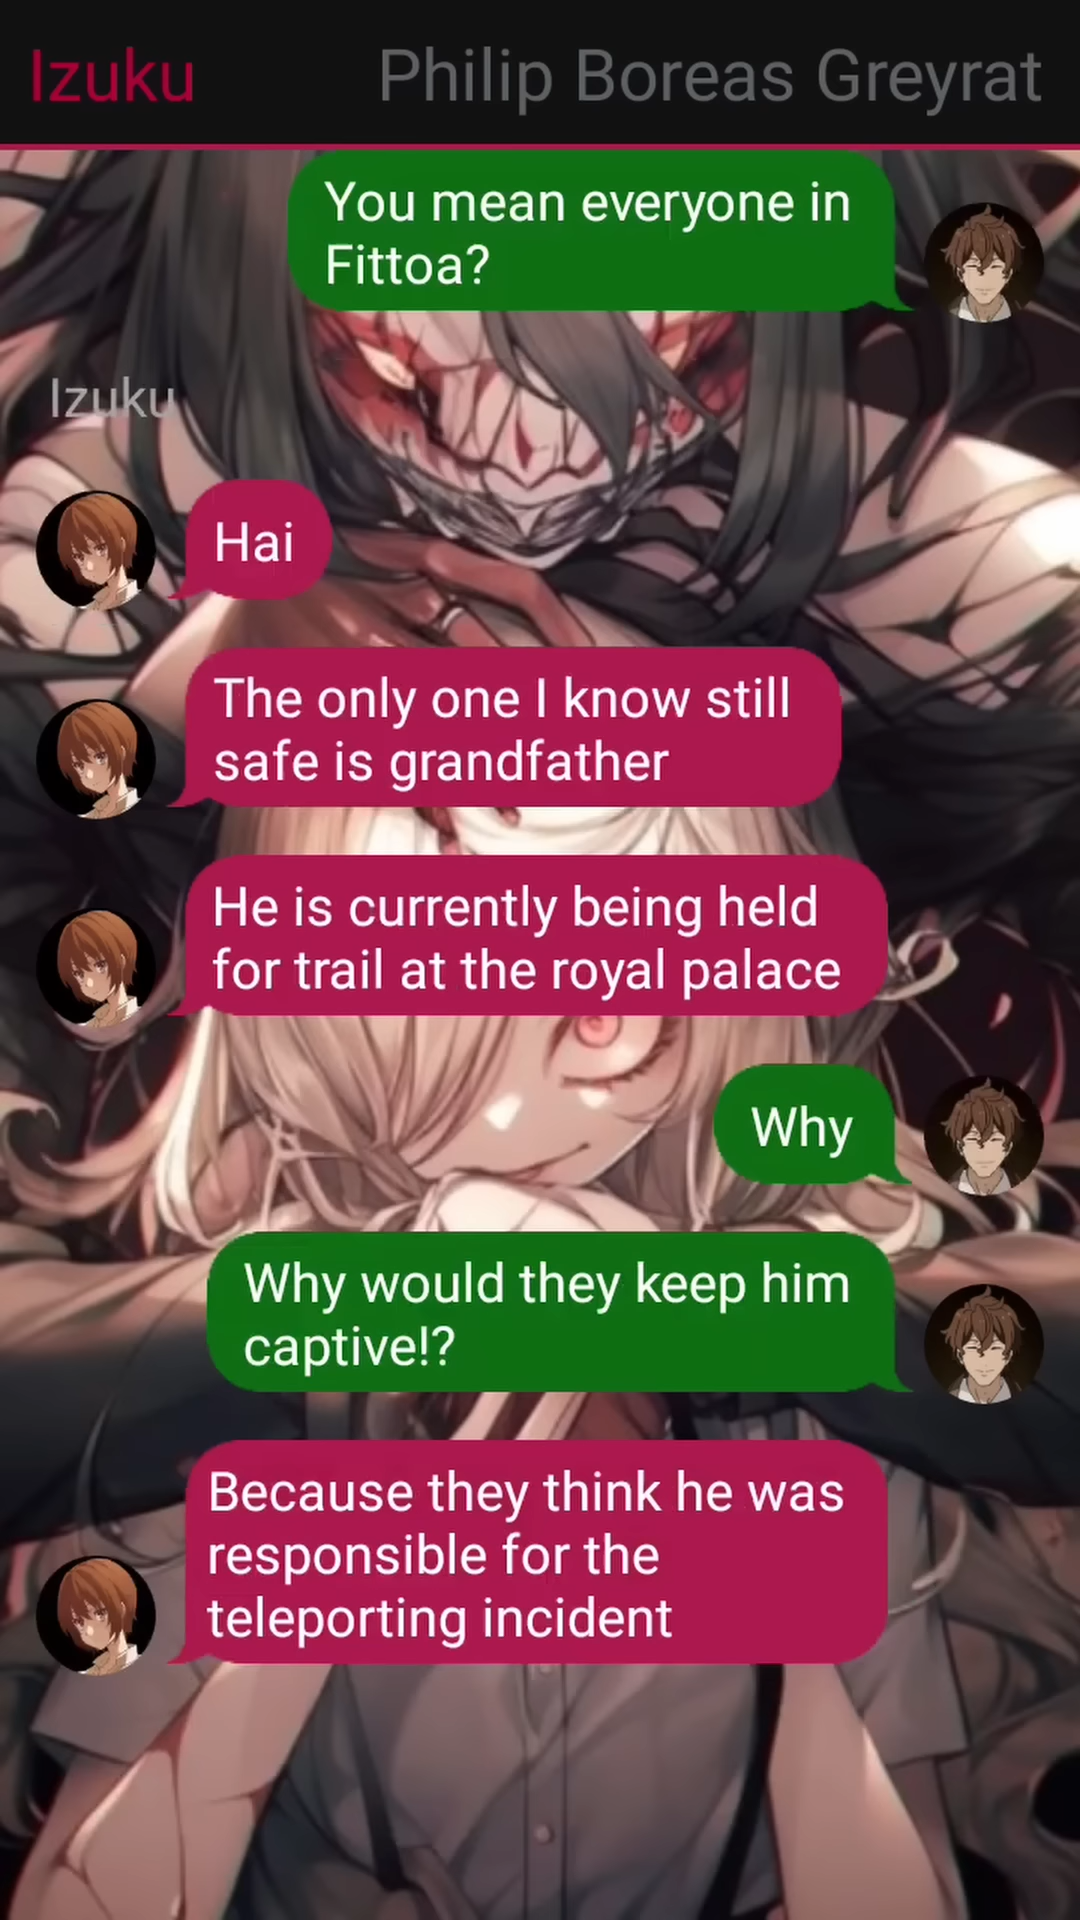 Izuku
Philip Boreas Greyrat
You mean everyone in
Fittoa?
Izuku
Hai
The only one I know still
safe is grandfather
He is currently being held
for trail at the royal palace
Why
Why would they keep him
captive!?
Because they think he was
responsible for the
teleporting incident